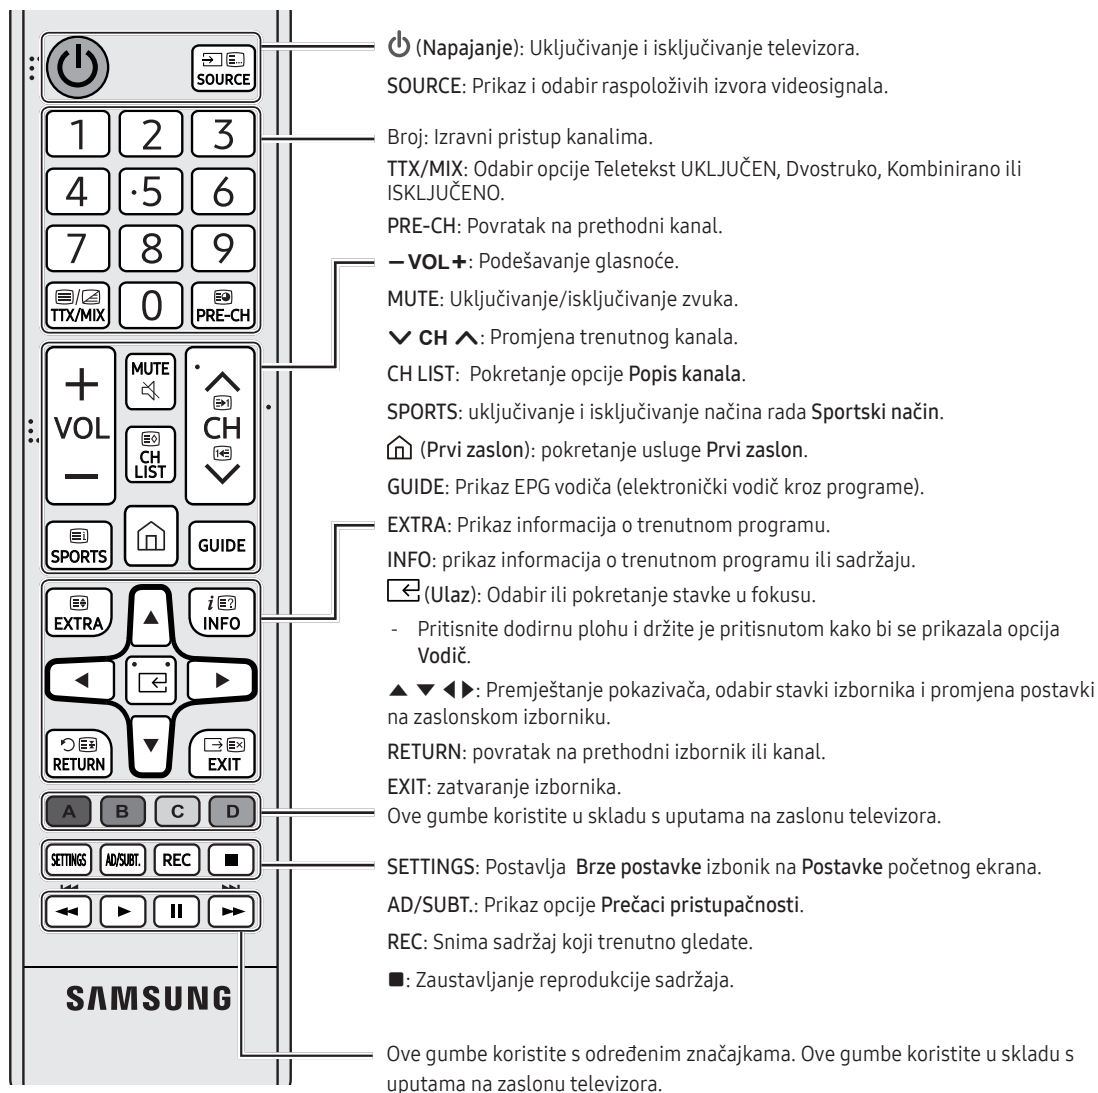 SOURCE
1 2 3
4 ·5 6
7 8 9
TTX/MIX 0 PRE-CH
+ VOL −
MUTE
CH LIST
CH
SPORTS
GUIDE
EXTRA
i INFO
RETURN
EXIT
A B C D
SETTINGS AD/SUBT. REC
SAMSUNG
(Napajanje): Uključivanje i isključivanje televizora.
SOURCE: Prikaz i odabir raspoloživih izvora videosignala.
Broj: Izravni pristup kanalima.
TTX/MIX: Odabir opcije Teletekst UKLJUČEN, Dvostruko, Kombinirano ili
ISKLJUČENO.
PRE-CH: Povratak na prethodni kanal.
− VOL +: Podešavanje glasnoće.
MUTE: Uključivanje/isključivanje zvuka.
CH : Promjena trenutnog kanala.
CH LIST: Pokretanje opcije Popis kanala.
SPORTS: uključivanje i isključivanje načina rada Sportski način.
(Prvi zaslon): pokretanje usluge Prvi zaslon.
GUIDE: Prikaz EPG vodiča (elektronički vodič kroz programe).
EXTRA: Prikaz informacija o trenutnom programu.
INFO: prikaz informacija o trenutnom programu ili sadržaju.
(Ulaz): Odabir ili pokretanje stavke u fokusu.
- Pritisnite dodirnu plohu i držite je pritisnutom kako bi se prikazala opcija
Vodič.
▲ ▼ ◀ ▶: Premještanje pokazivača, odabir stavki izbornika i promjena postavki
na zaslonskom izborniku.
RETURN: povratak na prethodni izbornik ili kanal.
EXIT: zatvaranje izbornika.
Ove gumbe koristite u skladu s uputama na zaslonu televizora.
SETTINGS: Postavlja Brze postavke izbonik na Postavke početnog ekrana.
AD/SUBT.: Prikaz opcije Prečaci pristupačnosti.
REC: Snima sadržaj koji trenutno gledate.
■: Zaustavljanje reprodukcije sadržaja.
Ove gumbe koristite s određenim značajkama. Ove gumbe koristite u skladu s
uputama na zaslonu televizora.